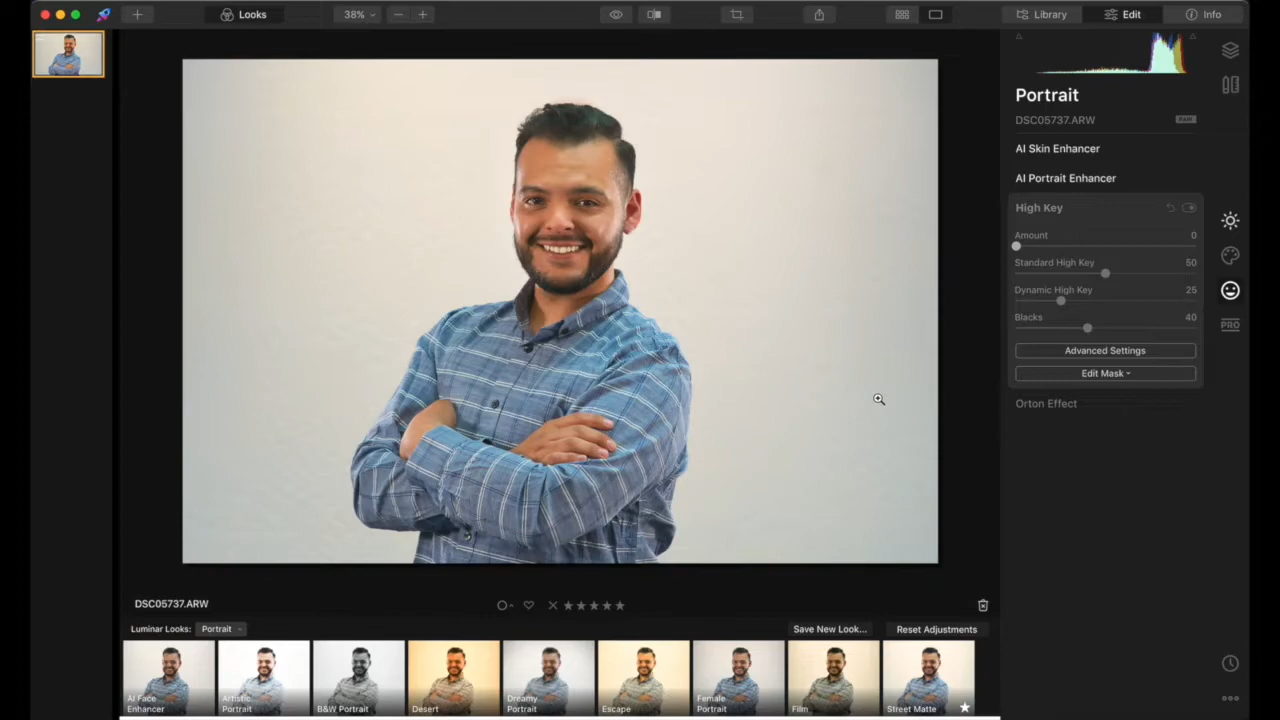 Looks
38%
Library
Edit
Info
Portrait
DSC05737.ARW
RAW
AI Skin Enhancer
AI Portrait Enhancer
High Key
Amount 0
Standard High Key 50
Dynamic High Key 25
Blacks 40
Advanced Settings
Edit Mask
Orton Effect
PRO
DSC05737.ARW
Luminar Looks: Portrait
Save New Look...
Reset Adjustments
AI Face
Enhancer
Artistic
Portrait
B&W Portrait
Desert
Dreamy
Portrait
Escape
Female
Portrait
Film
Street Matte